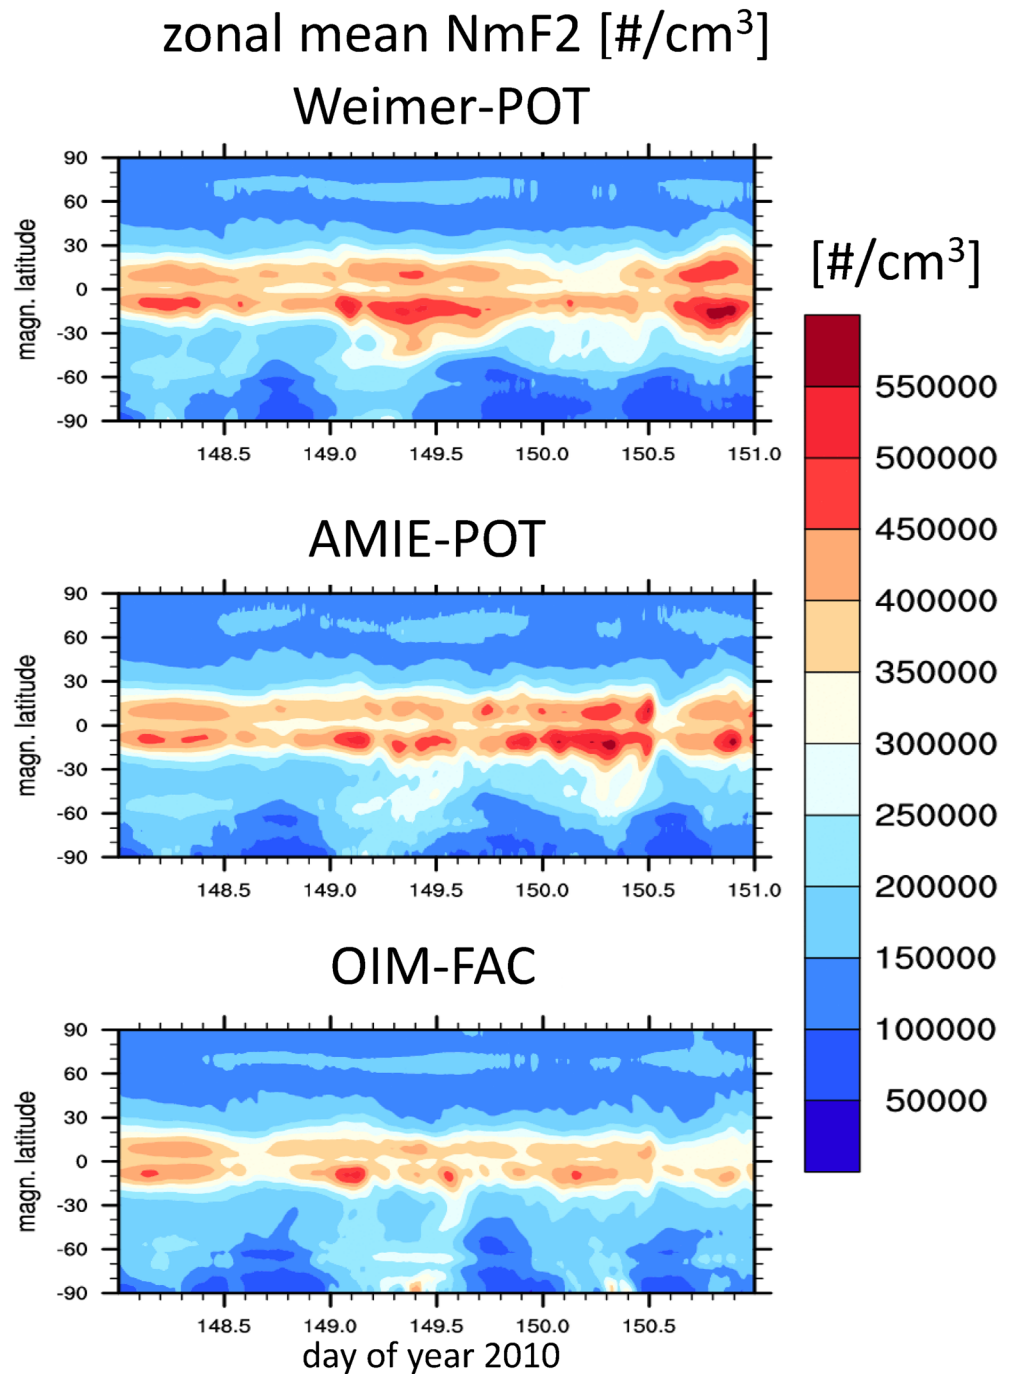 zonal mean NmF2 [#/cm³]
Weimer-POT
90
60
30
0
-30
-60
-90
magn. latitude
148.5 149.0 149.5 150.0 150.5 151.0
AMIE-POT
90
60
30
0
-30
-60
-90
magn. latitude
148.5 149.0 149.5 150.0 150.5 151.0
OIM-FAC
90
60
30
0
-30
-60
-90
magn. latitude
148.5 149.0 149.5 150.0 150.5
day of year 2010
[#/cm³]
550000
500000
450000
400000
350000
300000
250000
200000
150000
100000
50000